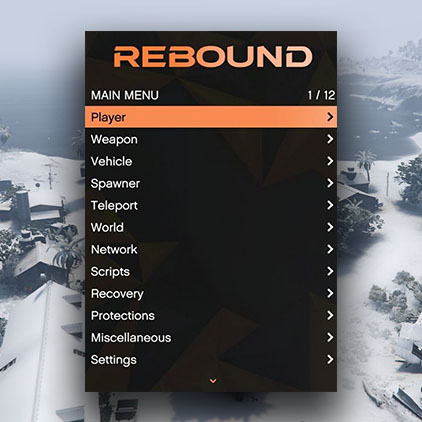 REBOUND
MAIN MENU 1 / 12
Player
Weapon
Vehicle
Spawner
Teleport
World
Network
Scripts
Recovery
Protections
Miscellaneous
Settings